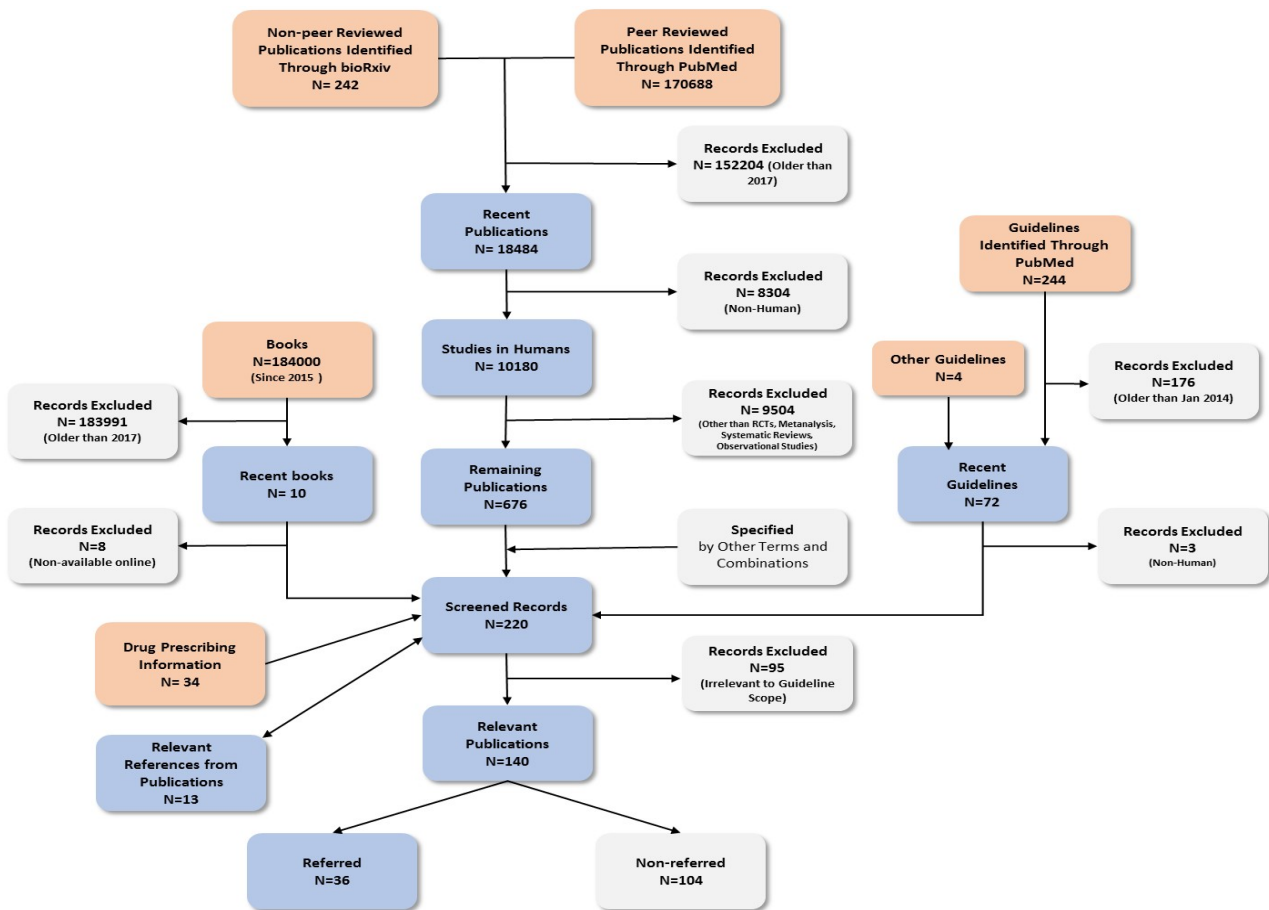 Non-peer Reviewed
Publications Identified
Through bioRxiv
N= 242
Peer Reviewed
Publications Identified
Through PubMed
N= 170688
Records Excluded
N= 152204 (Older than
2017)
Recent
Publications
N= 18484
Guidelines
Identified Through
PubMed
N=244
Records Excluded
N= 8304
(Non-Human)
Books
N=184000
(Since 2015 )
Studies in Humans
N= 10180
Other Guidelines
N=4
Records Excluded
N=176
(Older than Jan 2014)
Records Excluded
N= 183991
(Older than 2017)
Records Excluded
N= 9504
(Other than RCTs, Metanalysis,
Systematic Reviews,
Observational Studies)
Recent books
N= 10
Remaining
Publications
N=676
Recent
Guidelines
N=72
Records Excluded
N=8
(Non-available online)
Specified
by Other Terms and
Combinations
Records Excluded
N=3
(Non-Human)
Screened Records
N=220
Drug Prescribing
Information
N= 34
Records Excluded
N=95
(Irrelevant to Guideline
Scope)
Relevant
References from
Publications
N=13
Relevant
Publications
N=140
Referred
N=36
Non-referred
N=104